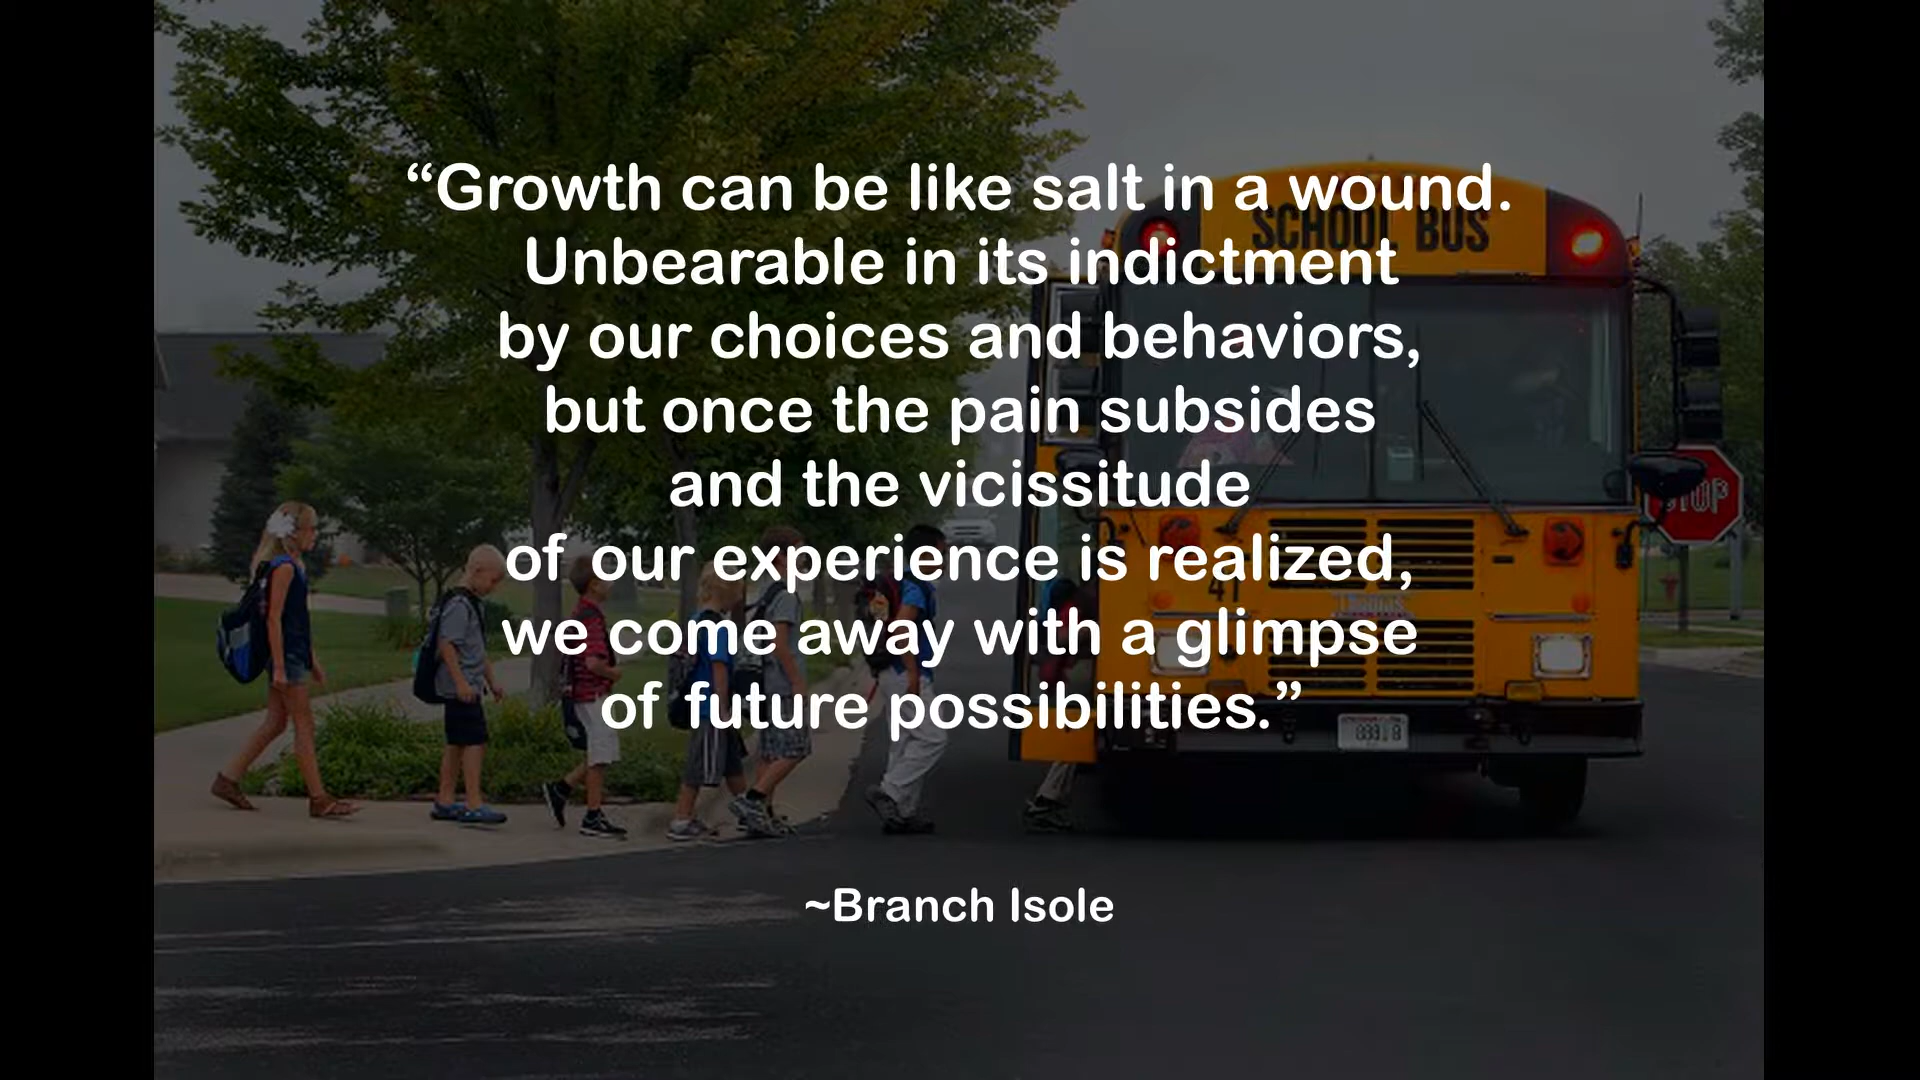 “Growth can be like salt in a wound.
Unbearable in its indictment
by our choices and behaviors,
but once the pain subsides
and the vicissitude
of our experience is realized,
we come away with a glimpse
of future possibilities.”
~Branch Isole
SCHOOL BUS
STOP
41